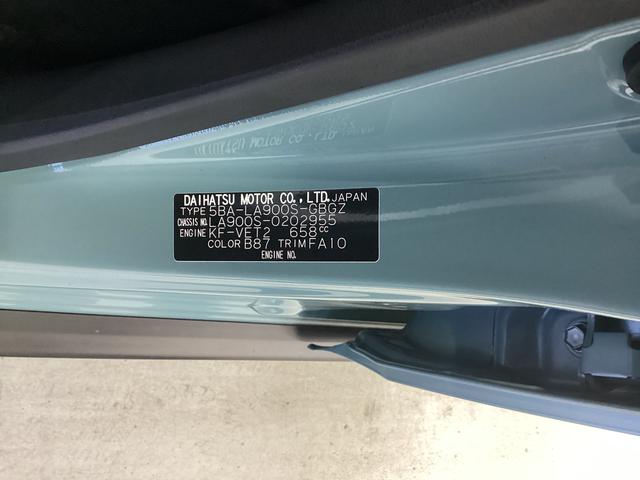 DAIHATSU MOTOR CO., LTD. JAPAN
TYPE 5BA-LA900S-GBGZ
CHASSIS NO. LA900S-0202955
ENGINE KF-VET2 658cc
COLOR B87 TRIM FA10
ENGINE NO.